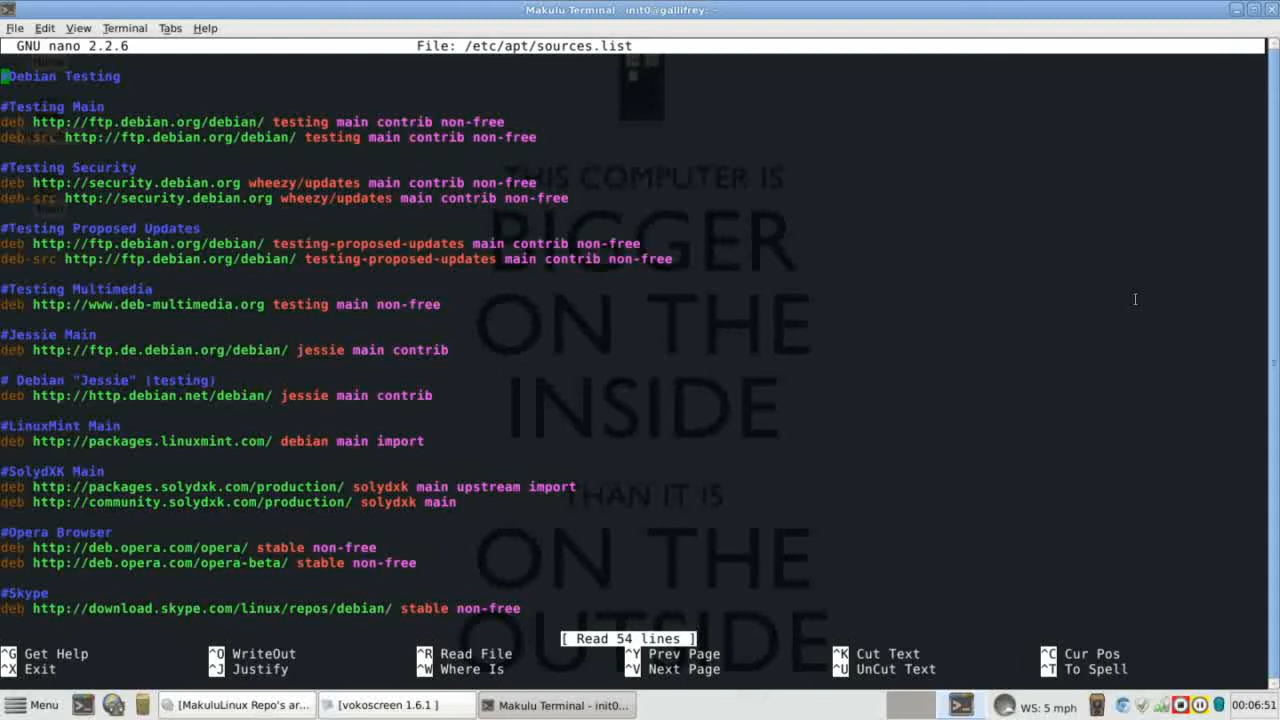 Makulu Terminal - init0@gallifrey: ~
File Edit View Terminal Tabs Help
GNU nano 2.2.6 File: /etc/apt/sources.list
#Debian Testing
#Testing Main
deb http://ftp.debian.org/debian/ testing main contrib non-free
deb-src http://ftp.debian.org/debian/ testing main contrib non-free
#Testing Security
deb http://security.debian.org wheezy/updates main contrib non-free
deb-src http://security.debian.org wheezy/updates main contrib non-free
#Testing Proposed Updates
deb http://ftp.debian.org/debian/ testing-proposed-updates main contrib non-free
deb-src http://ftp.debian.org/debian/ testing-proposed-updates main contrib non-free
#Testing Multimedia
deb http://www.deb-multimedia.org testing main non-free
#Jessie Main
deb http://ftp.de.debian.org/debian/ jessie main contrib
# Debian "Jessie" (testing)
deb http://http.debian.net/debian/ jessie main contrib
#LinuxMint Main
deb http://packages.linuxmint.com/ debian main import
#SolydXK Main
deb http://packages.solydxk.com/production/ solydxk main upstream import
deb http://community.solydxk.com/production/ solydxk main
#Opera Browser
deb http://deb.opera.com/opera/ stable non-free
deb http://deb.opera.com/opera-beta/ stable non-free
#Skype
deb http://download.skype.com/linux/repos/debian/ stable non-free
THIS COMPUTER IS
BIGGER
ON THE
INSIDE
THAN IT IS
ON THE
OUTSIDE
[ Read 54 lines ]
^G Get Help ^O WriteOut ^R Read File ^Y Prev Page ^K Cut Text ^C Cur Pos
^X Exit ^J Justify ^W Where Is ^V Next Page ^U UnCut Text ^T To Spell
Menu [MakuluLinux Repo's ar... [vokoscreen 1.6.1 ] Makulu Terminal - init0... WS: 5 mph 00:06:51